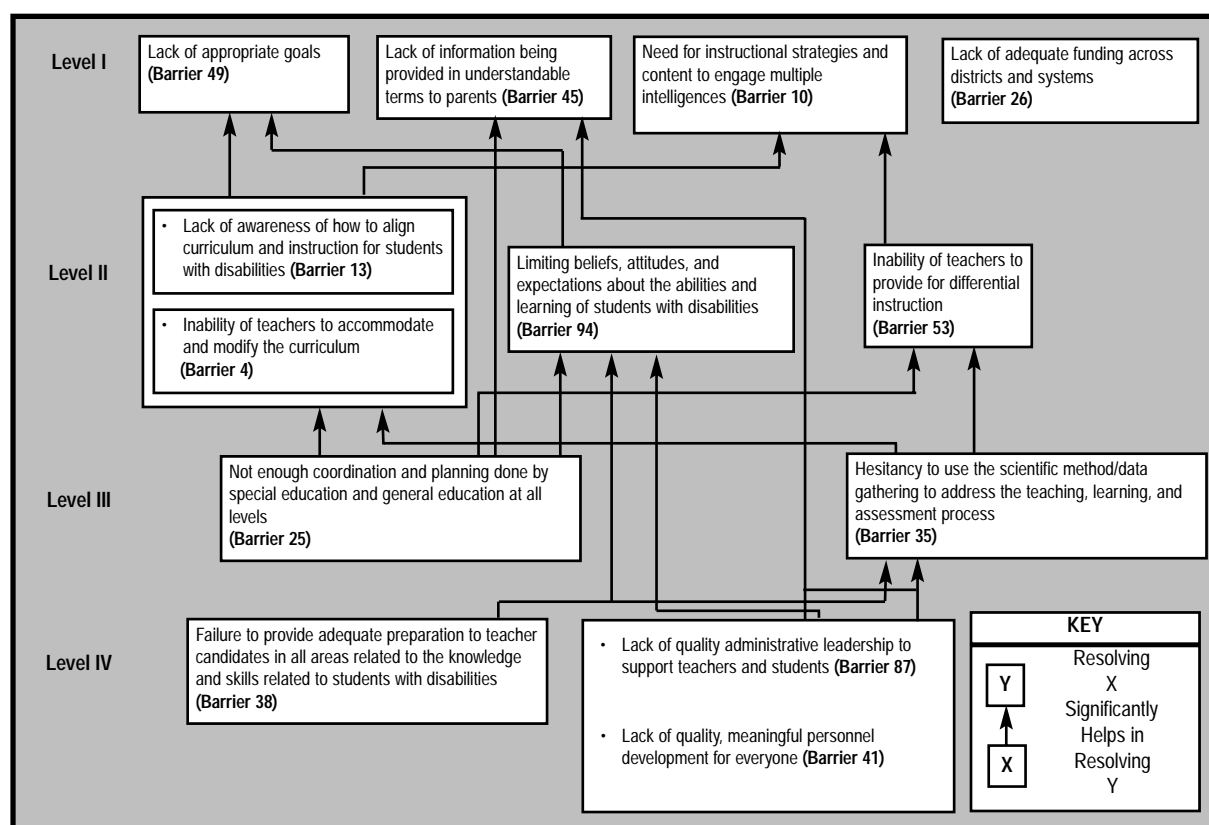 Level I
Lack of appropriate goals
(Barrier 49)
Lack of information being
provided in understandable
terms to parents (Barrier 45)
Need for instructional strategies and
content to engage multiple
intelligences (Barrier 10)
Lack of adequate funding across
districts and systems
(Barrier 26)
Level II
• Lack of awareness of how to align
curriculum and instruction for students
with disabilities (Barrier 13)
• Inability of teachers to accommodate
and modify the curriculum
(Barrier 4)
Limiting beliefs, attitudes, and
expectations about the abilities and
learning of students with disabilities
(Barrier 94)
Inability of teachers to
provide for differential
instruction
(Barrier 53)
Level III
Not enough coordination and planning done by
special education and general education at all
levels
(Barrier 25)
Hesitancy to use the scientific method/data
gathering to address the teaching, learning, and
assessment process
(Barrier 35)
Level IV
Failure to provide adequate preparation to teacher
candidates in all areas related to the knowledge
and skills related to students with disabilities
(Barrier 38)
• Lack of quality administrative leadership to
support teachers and students (Barrier 87)
• Lack of quality, meaningful personnel
development for everyone (Barrier 41)
KEY
Y
X
Resolving
X
Significantly
Helps in
Resolving
Y